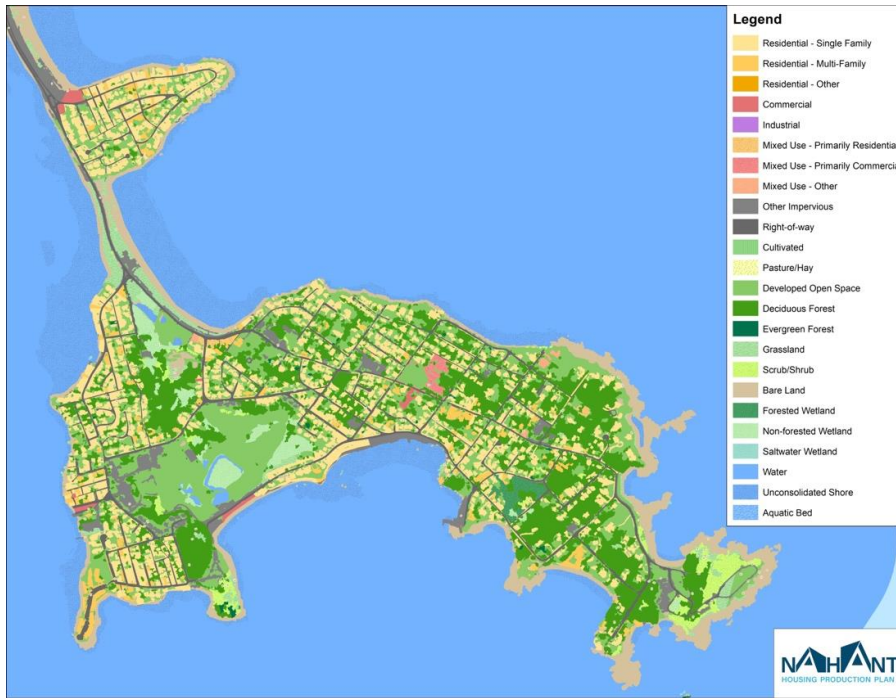 Legend
Residential - Single Family
Residential - Multi-Family
Residential - Other
Commercial
Industrial
Mixed Use - Primarily Residentia
Mixed Use - Primarily Commercia
Mixed Use - Other
Other Impervious
Right-of-way
Cultivated
Pasture/Hay
Developed Open Space
Deciduous Forest
Evergreen Forest
Grassland
Scrub/Shrub
Bare Land
Forested Wetland
Non-forested Wetland
Saltwater Wetland
Water
Unconsolidated Shore
Aquatic Bed
NAHANT
HOUSING PRODUCTION PLAN